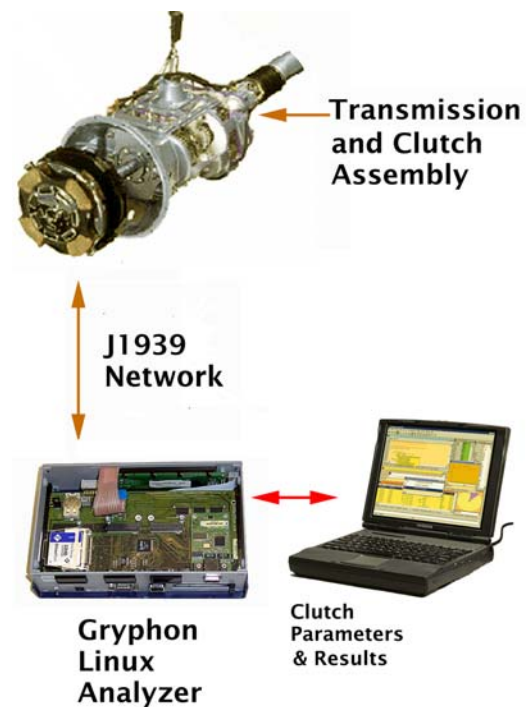 Transmission
and Clutch
Assembly
J1939
Network
Gryphon
Linux
Analyzer
Clutch
Parameters
& Results